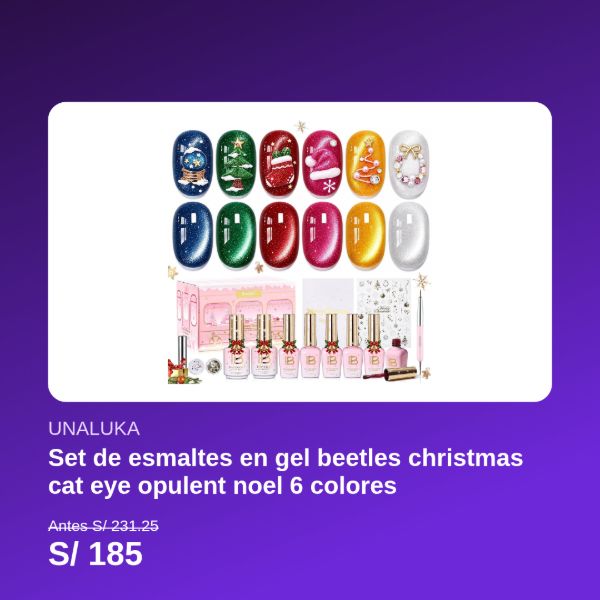 UNALUKA
Set de esmaltes en gel beetles christmas
cat eye opulent noel 6 colores
Antes S/ 231.25
S/ 185